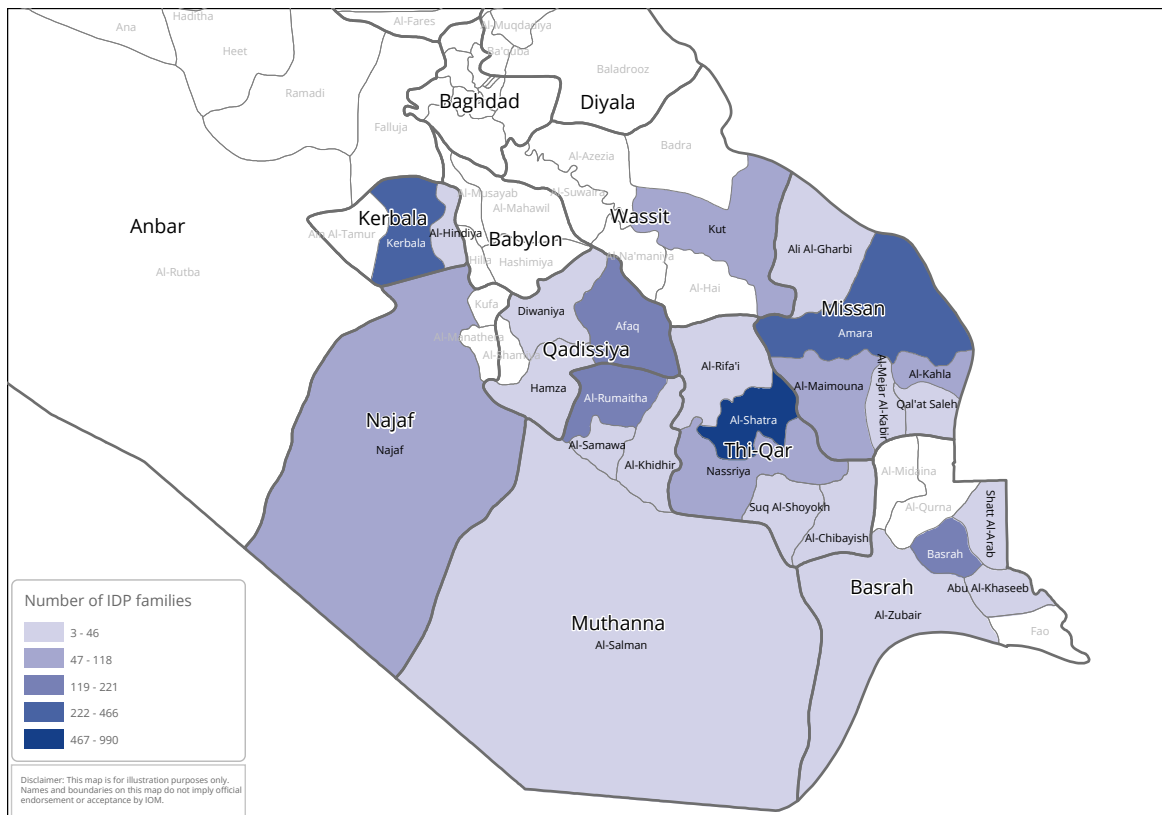 Haditha
Ana
Al-Fares
Al-Muqdadiya
Heet
Ba'quba
Baladrooz
Ramadi
Baghdad
Diyala
Falluja
Badra
Al-Azezia
Al-Musayab
Al-Suwaira
Al-Mahawil
Anbar
Kerbala
Wassit
Ain Al-Tamur
Al-Hindiya
Kut
Kerbala
Babylon
Ali Al-Gharbi
Al-Na'maniya
Hilla
Hashimiya
Al-Rutba
Al-Hai
Kufa
Diwaniya
Missan
Afaq
Amara
Al-Manathera
Al-Shamiya
Qadissiya
Al-Rifa'i
Al-Kahla
Hamza
Al-Maimouna
Al-Mejar Al-Kabir
Al-Rumaitha
Qal'at Saleh
Najaf
Al-Shatra
Al-Samawa
Najaf
Thi-Qar
Al-Khidhir
Nassriya
Al-Midaina
Suq Al-Shoyokh
Al-Qurna
Shatt Al-Arab
Al-Chibayish
Basrah
Basrah
Abu Al-Khaseeb
Al-Zubair
Muthanna
Fao
Al-Salman
Number of IDP families
3 - 46
47 - 118
119 - 221
222 - 466
467 - 990
Disclaimer: This map is for illustration purposes only.
Names and boundaries on this map do not imply official
endorsement or acceptance by IOM.